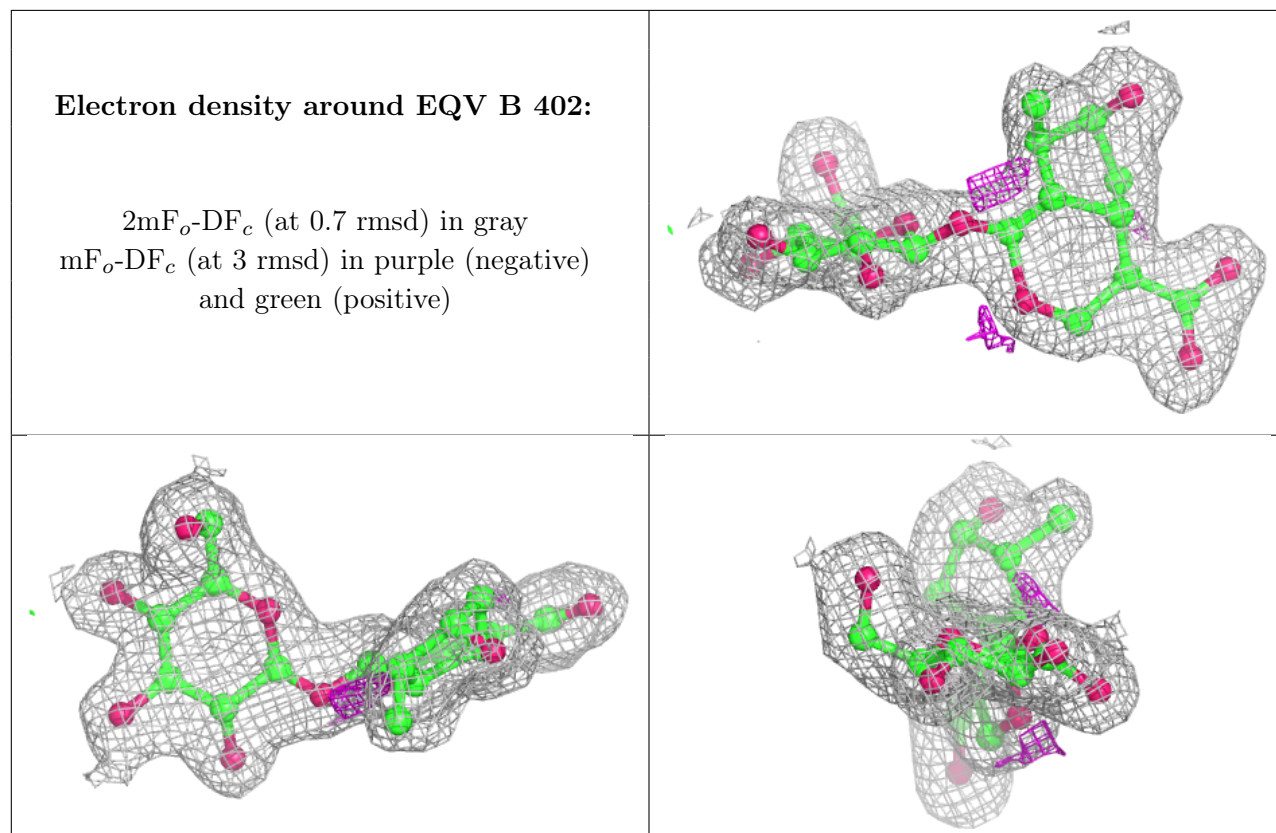 Electron density around EQV B 402:
2mFₒ-DF𝒸 (at 0.7 rmsd) in gray
mFₒ-DF𝒸 (at 3 rmsd) in purple (negative)
and green (positive)